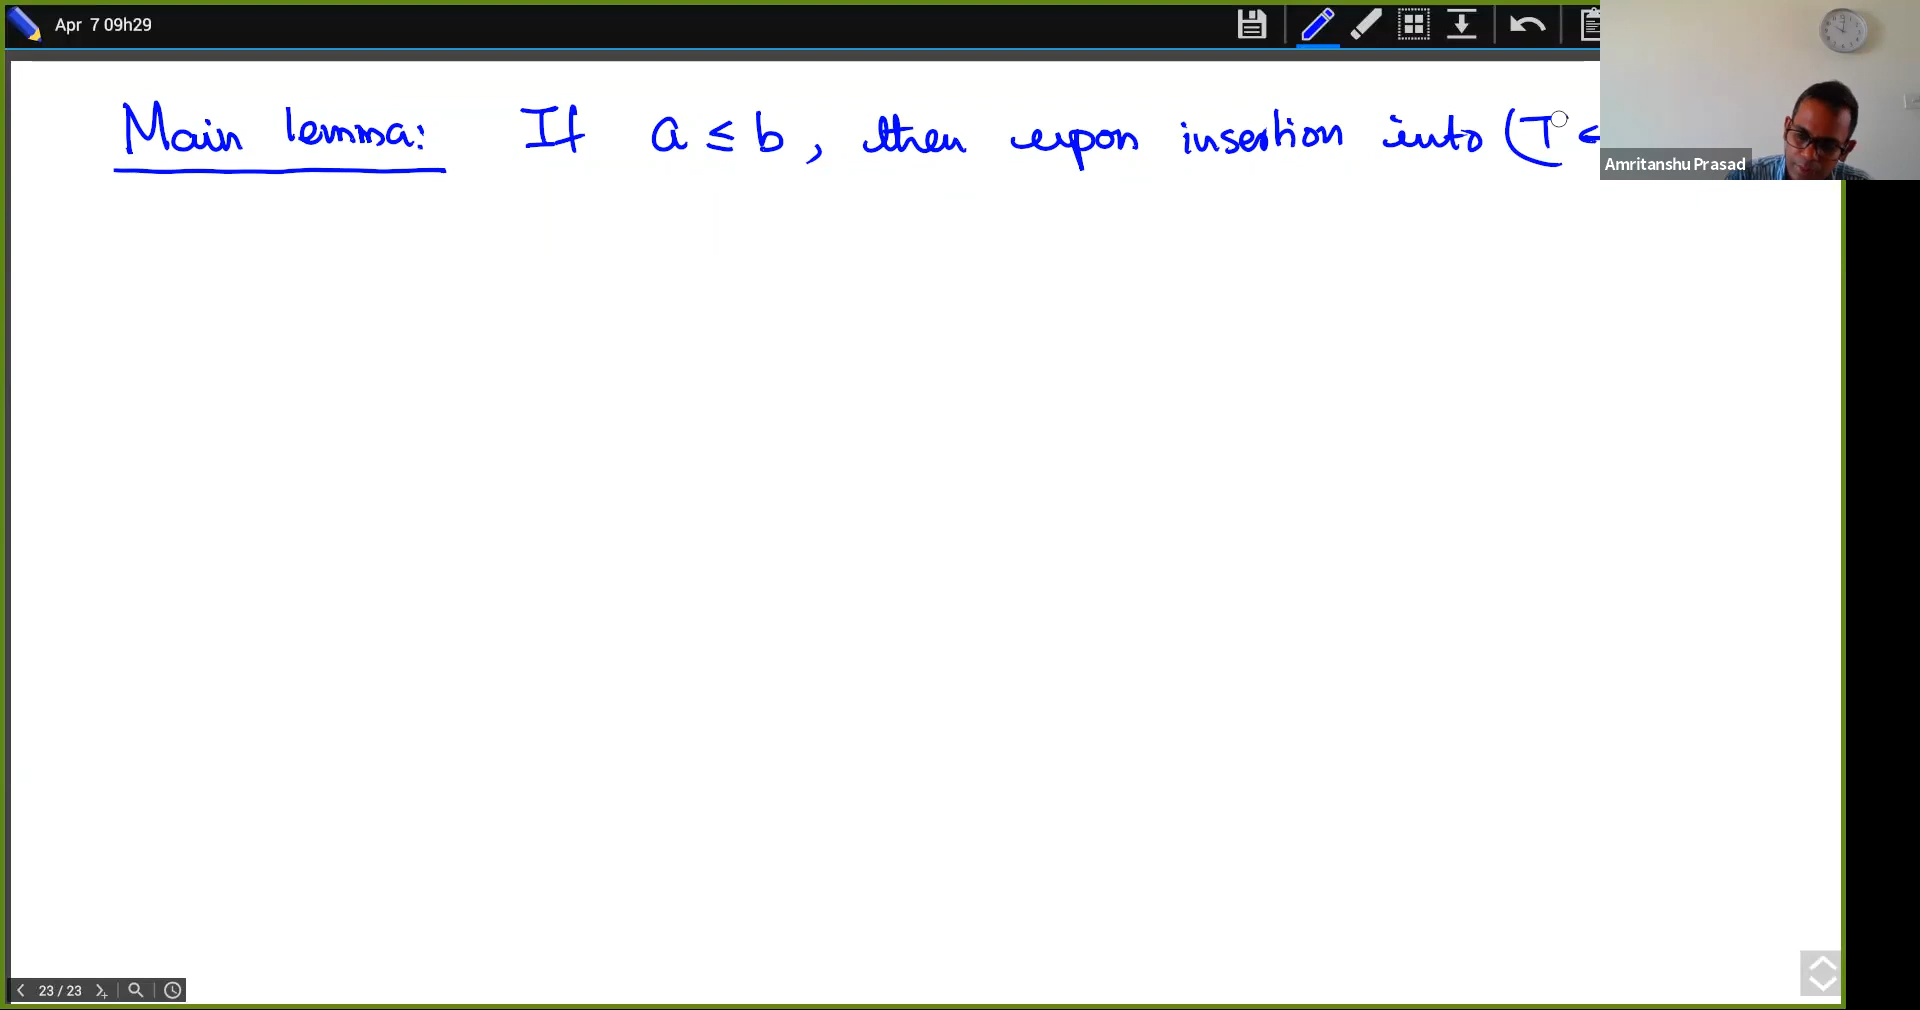 Apr 7 09h29
Main lemma: If a ≤ b, then upon insertion into (T ←
Amritanshu Prasad
23 / 23